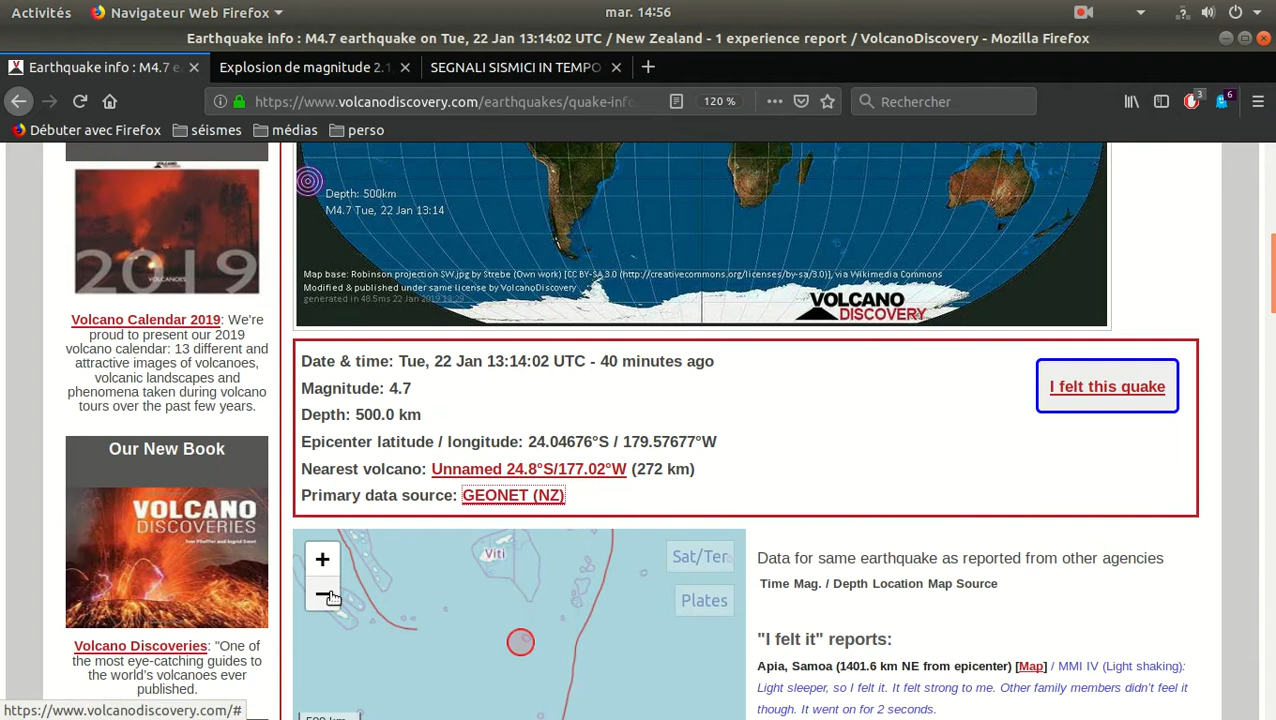 Activités Navigateur Web Firefox mar. 14:56
Earthquake info : M4.7 earthquake on Tue, 22 Jan 13:14:02 UTC / New Zealand - 1 experience report / VolcanoDiscovery - Mozilla Firefox
Earthquake info : M4.7 e Explosion de magnitude 2.1 SEGNALI SISMICI IN TEMPO
https://www.volcanodiscovery.com/earthquakes/quake-info 120 % Rechercher 3 6
Débuter avec Firefox séismes médias perso
Depth: 500km
M4.7 Tue, 22 Jan 13:14
Map base: Robinson projection SW.jpg by Strebe (Own work) [CC BY-SA 3.0 (http://creativecommons.org/licenses/by-sa/3.0)], via Wikimedia Commons
Modified & published under same license by VolcanoDiscovery
generated in 48.5ms 22 Jan 2019 13:29
VOLCANO
DISCOVERY
2019
Volcano Calendar 2019: We're
proud to present our 2019
volcano calendar: 13 different and
attractive images of volcanoes,
volcanic landscapes and
phenomena taken during volcano
tours over the past few years.
Our New Book
VOLCANO
DISCOVERIES
Volcano Discoveries: "One of
the most eye-catching guides to
the world's volcanoes ever
published.
Date & time: Tue, 22 Jan 13:14:02 UTC - 40 minutes ago
Magnitude: 4.7
Depth: 500.0 km
Epicenter latitude / longitude: 24.04676°S / 179.57677°W
Nearest volcano: Unnamed 24.8°S/177.02°W (272 km)
Primary data source: GEONET (NZ)
I felt this quake
+
−
Viti
Sat/Ter
Plates
500 km
Data for same earthquake as reported from other agencies
Time Mag. / Depth Location Map Source
"I felt it" reports:
Apia, Samoa (1401.6 km NE from epicenter) [Map] / MMI IV (Light shaking):
Light sleeper, so I felt it. It felt strong to me. Other family members didn't feel it
though. It went on for 2 seconds.
https://www.volcanodiscovery.com/#